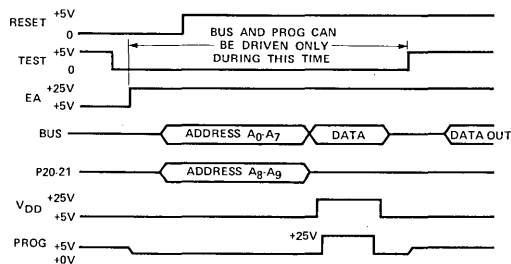 RESET +5V
0
BUS AND PROG CAN
BE DRIVEN ONLY
DURING THIS TIME
TEST +5V
0
EA +25V
+5V
BUS ADDRESS A0-A7 DATA DATA OUT
P20-21 ADDRESS A8-A9
VDD +25V
+5V
+25V
PROG +5V
+0V